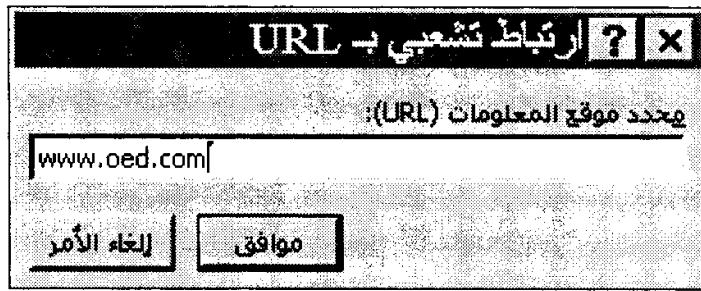 ارتباط تشعبي بـ URL
محدد موقع المعلومات (URL):
www.oed.com
موافق
إلغاء الأمر